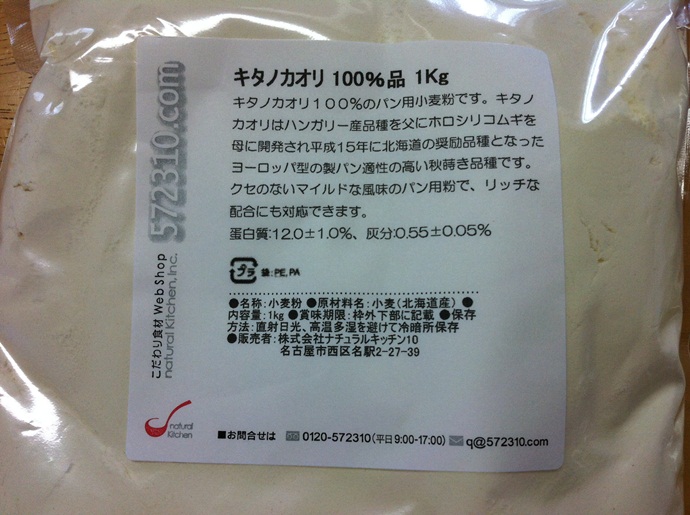 キタノカオリ 100%品 1Kg
キタノカオリ100%のパン用小麦粉です。キタノ
カオリはハンガリー産品種を父にホロシリコムギを
母に開発され平成15年に北海道の奨励品種となった
ヨーロッパ型の製パン適性の高い秋蒔き品種です。
クセのないマイルドな風味のパン用粉で、リッチな
配合にも対応できます。
蛋白質:12.0±1.0%、灰分:0.55±0.05%
プラ 袋:PE,PA
●名称:小麦粉 ●原材料名:小麦(北海道産) ●
内容量:1kg ●賞味期限:枠外下部に記載 ●保存
方法:直射日光、高温多湿を避けて冷暗所保存
●販売者:株式会社ナチュラルキッチン10
名古屋市西区名駅2-27-39
■お問合せは 0120-572310(平日9:00-17:00) q@572310.com
572310.com
こだわり食材 Web Shop
natural Kitchen, Inc.
natural
Kitchen